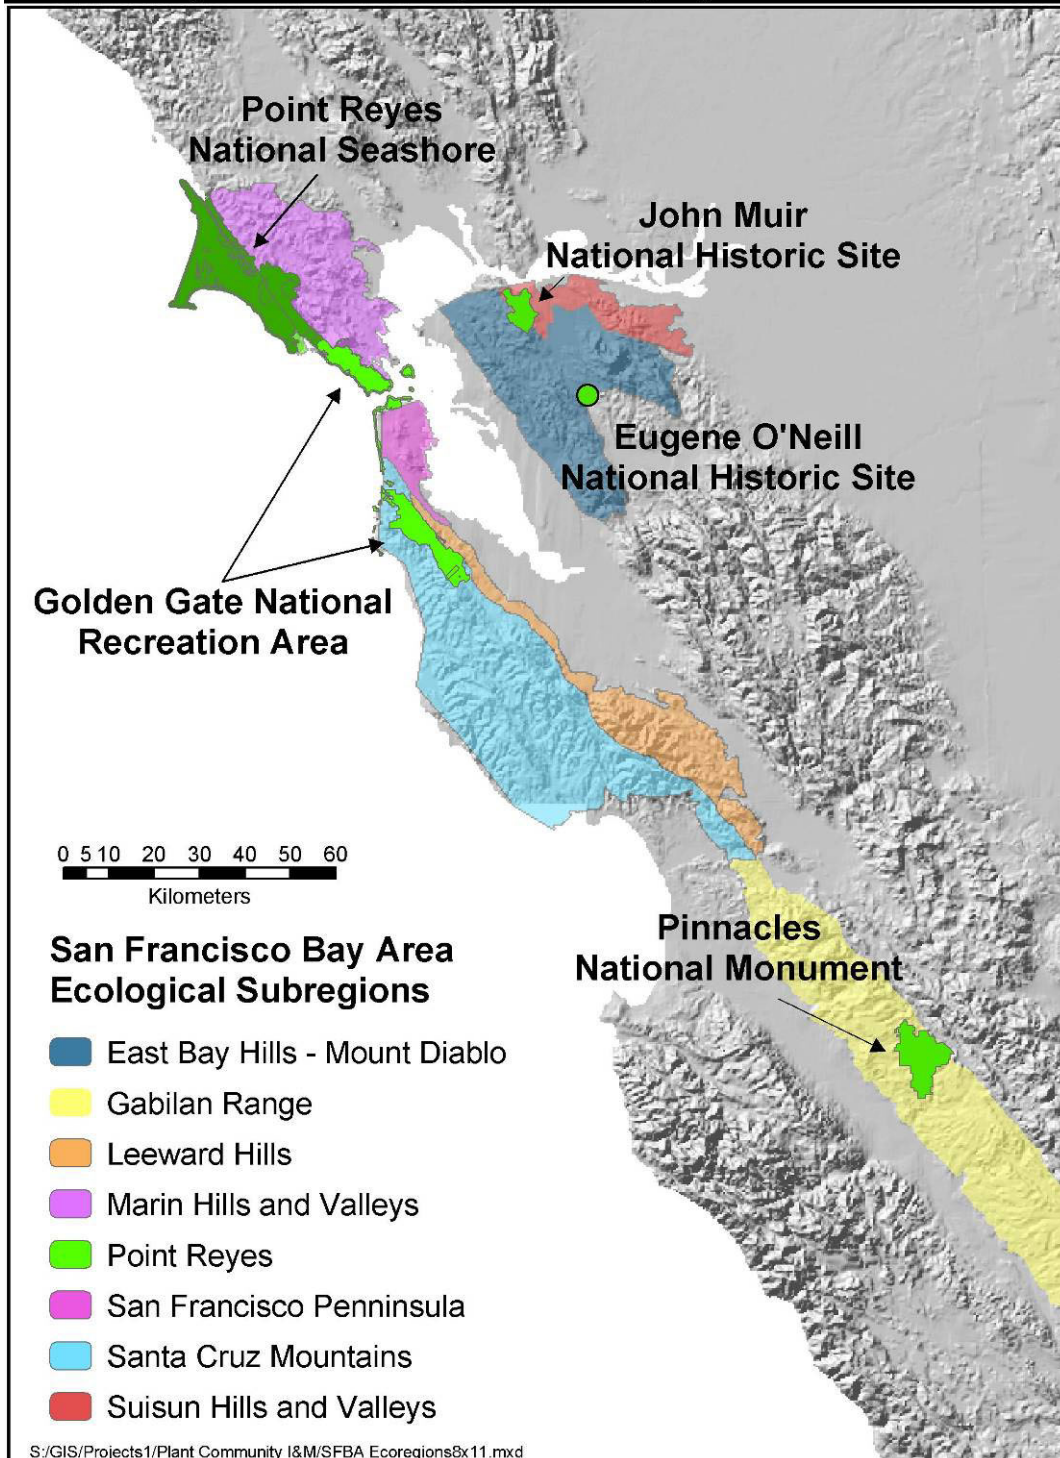 Point Reyes
National Seashore
John Muir
National Historic Site
Eugene O'Neill
National Historic Site
Golden Gate National
Recreation Area
0 5 10 20 30 40 50 60
Kilometers
Pinnacles
National Monument
San Francisco Bay Area
Ecological Subregions
East Bay Hills - Mount Diablo
Gabilan Range
Leeward Hills
Marin Hills and Valleys
Point Reyes
San Francisco Penninsula
Santa Cruz Mountains
Suisun Hills and Valleys
S:/GIS/Projects1/Plant Community I&M/SFBA Ecoregions8x11.mxd